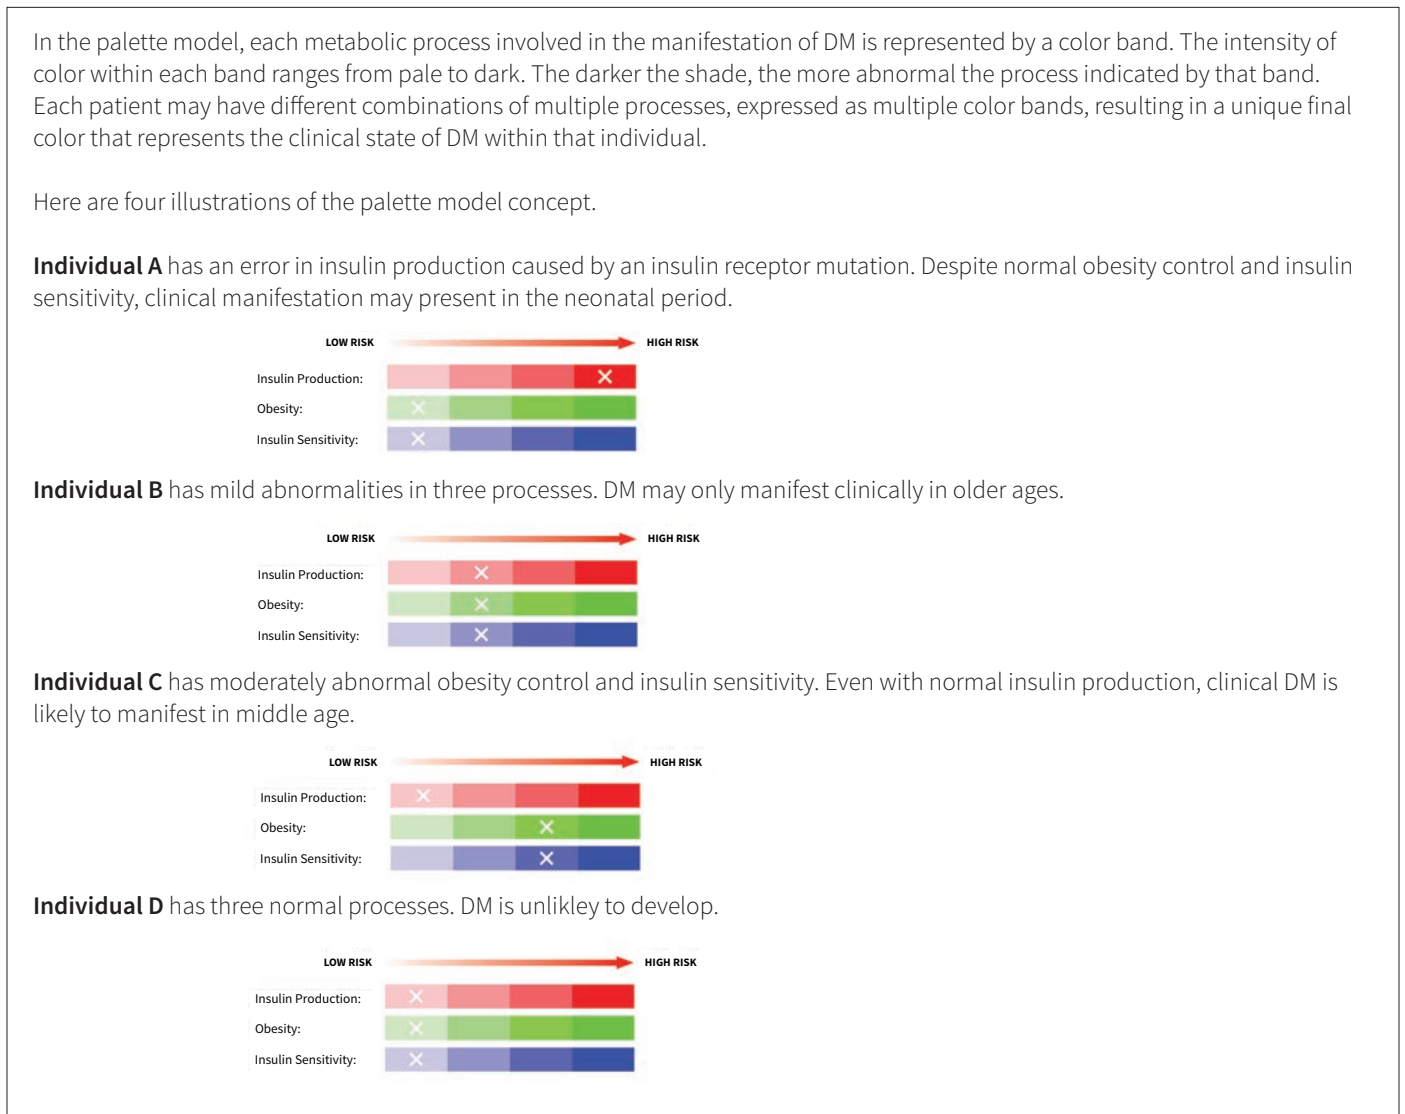 In the palette model, each metabolic process involved in the manifestation of DM is represented by a color band. The intensity of
color within each band ranges from pale to dark. The darker the shade, the more abnormal the process indicated by that band.
Each patient may have different combinations of multiple processes, expressed as multiple color bands, resulting in a unique final
color that represents the clinical state of DM within that individual.
Here are four illustrations of the palette model concept.
Individual A has an error in insulin production caused by an insulin receptor mutation. Despite normal obesity control and insulin
sensitivity, clinical manifestation may present in the neonatal period.
LOW RISK HIGH RISK
Insulin Production:
Obesity:
Insulin Sensitivity:
Individual B has mild abnormalities in three processes. DM may only manifest clinically in older ages.
LOW RISK HIGH RISK
Insulin Production:
Obesity:
Insulin Sensitivity:
Individual C has moderately abnormal obesity control and insulin sensitivity. Even with normal insulin production, clinical DM is
likely to manifest in middle age.
LOW RISK HIGH RISK
Insulin Production:
Obesity:
Insulin Sensitivity:
Individual D has three normal processes. DM is unlikley to develop.
LOW RISK HIGH RISK
Insulin Production:
Obesity:
Insulin Sensitivity: